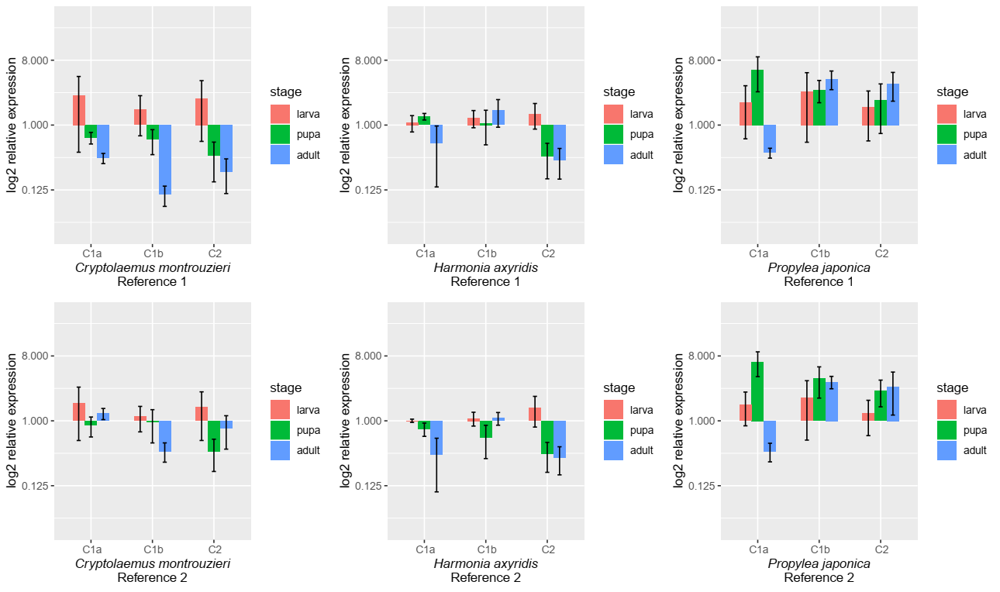 log2 relative expression
8.000
1.000
0.125
C1a C1b C2
Cryptolaemus montrouzieri
Reference 1
stage
larva
pupa
adult
log2 relative expression
8.000
1.000
0.125
C1a C1b C2
Harmonia axyridis
Reference 1
stage
larva
pupa
adult
log2 relative expression
8.000
1.000
0.125
C1a C1b C2
Propylea japonica
Reference 1
stage
larva
pupa
adult
log2 relative expression
8.000
1.000
0.125
C1a C1b C2
Cryptolaemus montrouzieri
Reference 2
stage
larva
pupa
adult
log2 relative expression
8.000
1.000
0.125
C1a C1b C2
Harmonia axyridis
Reference 2
stage
larva
pupa
adult
log2 relative expression
8.000
1.000
0.125
C1a C1b C2
Propylea japonica
Reference 2
stage
larva
pupa
adult